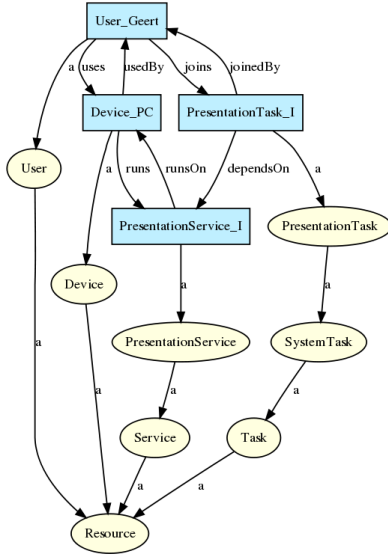 User_Geert
a uses usedBy joins joinedBy
Device_PC PresentationTask_I
User a runs runsOn dependsOn a
PresentationService_I PresentationTask
Device a a
a PresentationService SystemTask
a a a
Service Task
a a
Resource